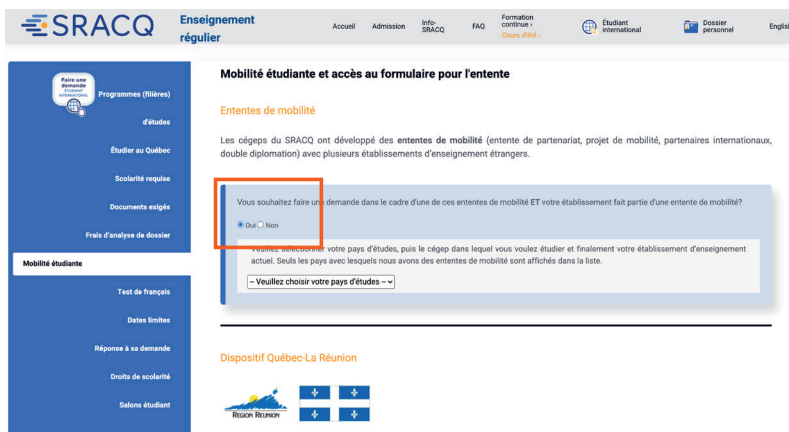 SRACQ
Enseignement
régulier
Accueil
Admission
Info-
SRACQ
FAQ
Formation
continue ›
Cours d'été ›
Étudiant
international
Dossier
personnel
English
Faire une
demande
ÉTUDIANT
INTERNATIONAL
Programmes (filières)
d'études
Étudier au Québec
Scolarité requise
Documents exigés
Frais d'analyse de dossier
Mobilité étudiante
Test de français
Dates limites
Réponse à sa demande
Droits de scolarité
Salons étudiant
Mobilité étudiante et accès au formulaire pour l'entente
Ententes de mobilité
Les cégeps du SRACQ ont développé des ententes de mobilité (entente de partenariat, projet de mobilité, partenaires internationaux,
double diplomation) avec plusieurs établissements d'enseignement étrangers.
Vous souhaitez faire une demande dans le cadre d'une de ces ententes de mobilité ET votre établissement fait partie d'une entente de mobilité?
Oui Non
Veuillez sélectionner votre pays d'études, puis le cégep dans lequel vous voulez étudier et finalement votre établissement d'enseignement
actuel. Seuls les pays avec lesquels nous avons des ententes de mobilité sont affichés dans la liste.
-- Veuillez choisir votre pays d'études --
Dispositif Québec-La Réunion
REGION REUNION